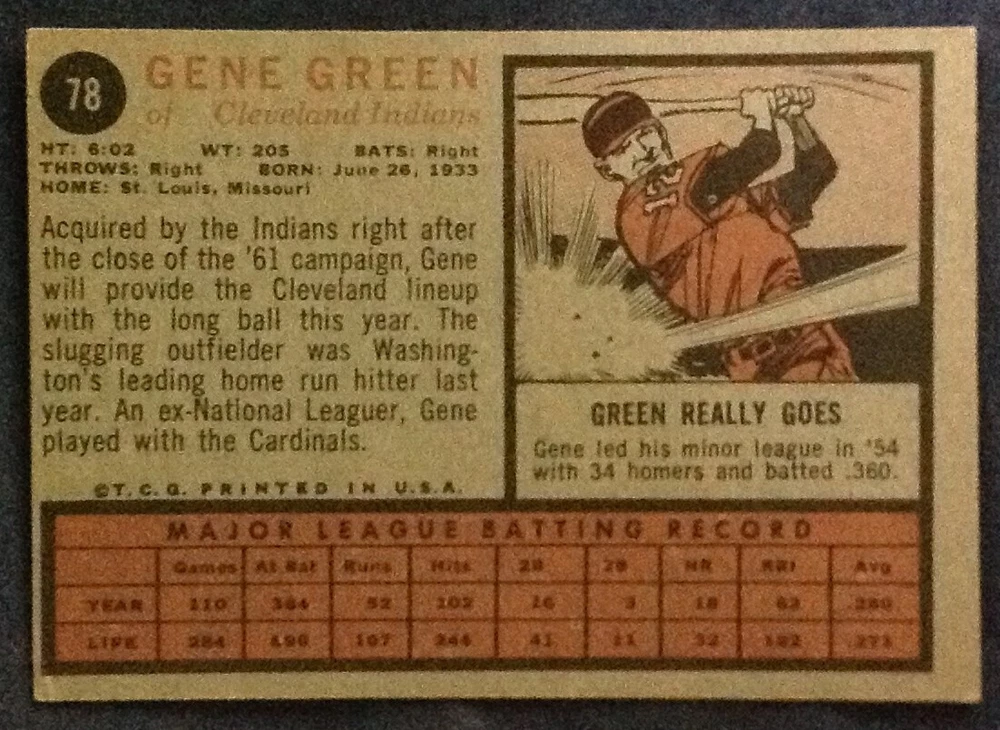 78
GENE GREEN
of Cleveland Indians
HT: 6:02 WT: 205 BATS: Right
THROWS: Right BORN: June 26, 1933
HOME: St. Louis, Missouri
Acquired by the Indians right after
the close of the '61 campaign, Gene
will provide the Cleveland lineup
with the long ball this year. The
slugging outfielder was Washing-
ton's leading home run hitter last
year. An ex-National Leaguer, Gene
played with the Cardinals.
©T. C. G. PRINTED IN U.S.A.
12
GREEN REALLY GOES
Gene led his minor league in '54
with 34 homers and batted .360.
MAJOR LEAGUE BATTING RECORD
Games At Bat Runs Hits 2B HR RBI Avg
YEAR 110 364 52 102 16 3 18 62 .280
LIFE 284 107 244 41 11 32